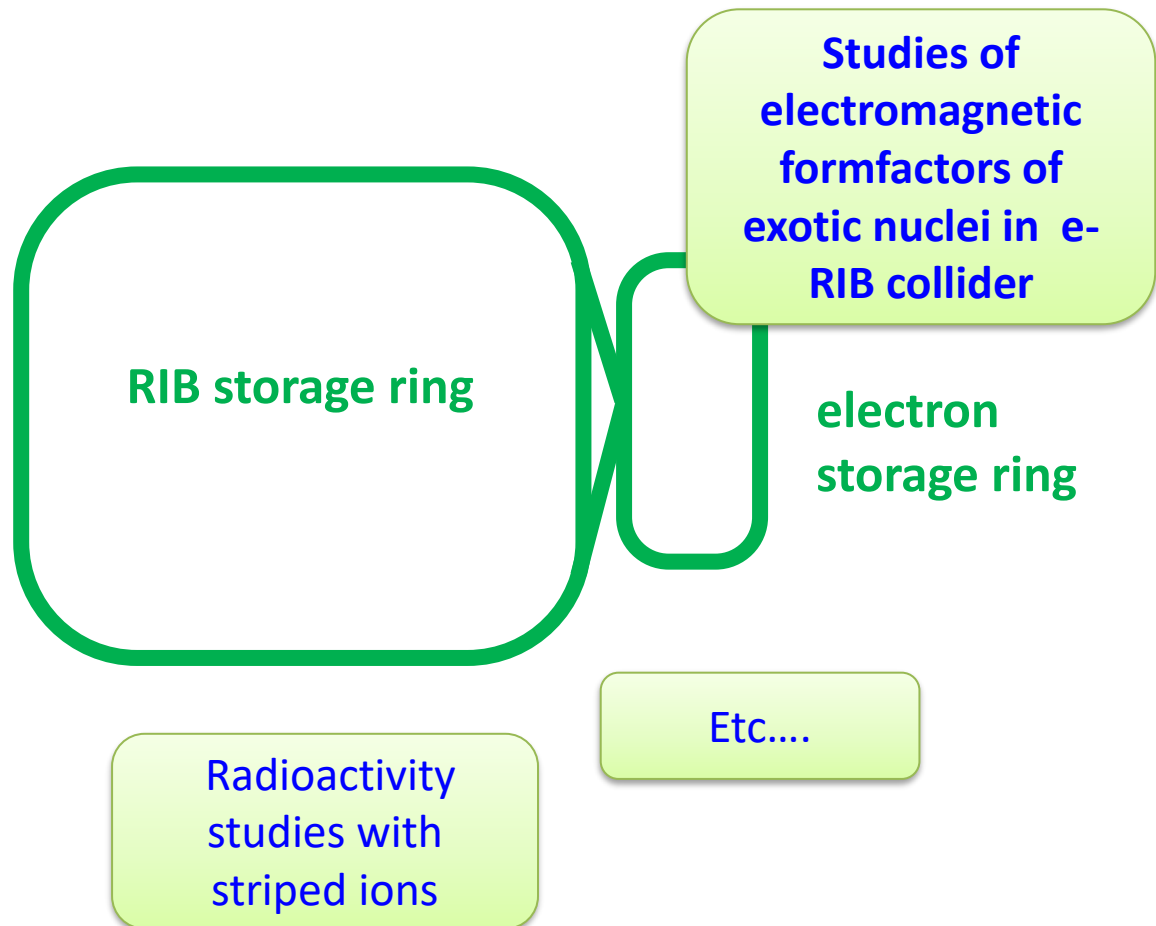 Studies of
electromagnetic
formfactors of
exotic nuclei in e-
RIB collider
RIB storage ring
electron
storage ring
Etc....
Radioactivity
studies with
striped ions